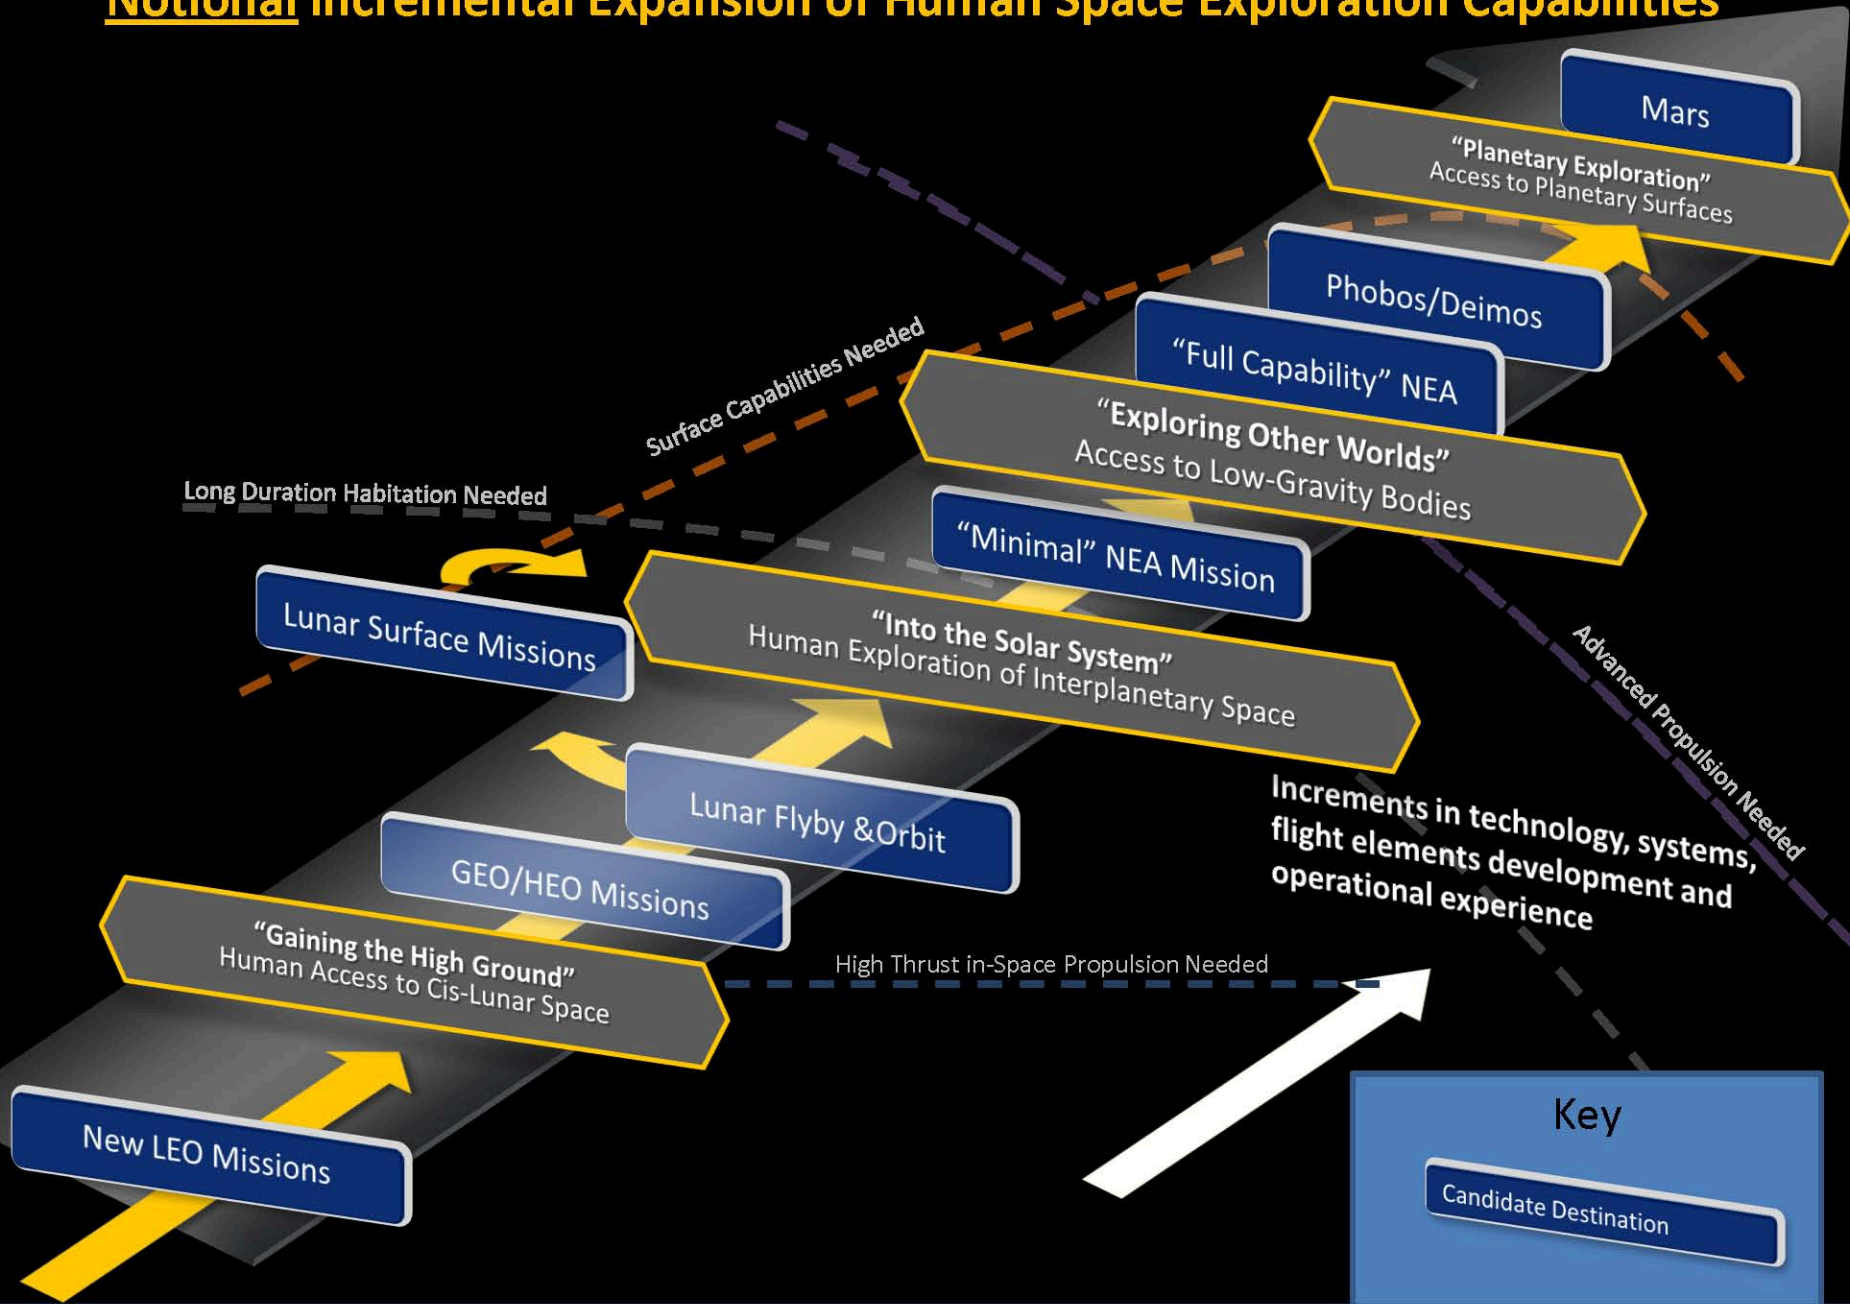 Notional Incremental Expansion of Human Space Exploration Capabilities
Mars
“Planetary Exploration”
Access to Planetary Surfaces
Phobos/Deimos
“Full Capability” NEA
Surface Capabilities Needed
“Exploring Other Worlds”
Access to Low-Gravity Bodies
Long Duration Habitation Needed
“Minimal” NEA Mission
Lunar Surface Missions
“Into the Solar System”
Human Exploration of Interplanetary Space
Advanced Propulsion Needed
Lunar Flyby &Orbit
GEO/HEO Missions
Increments in technology, systems,
flight elements development and
operational experience
“Gaining the High Ground”
Human Access to Cis-Lunar Space
High Thrust in-Space Propulsion Needed
New LEO Missions
Key
Candidate Destination